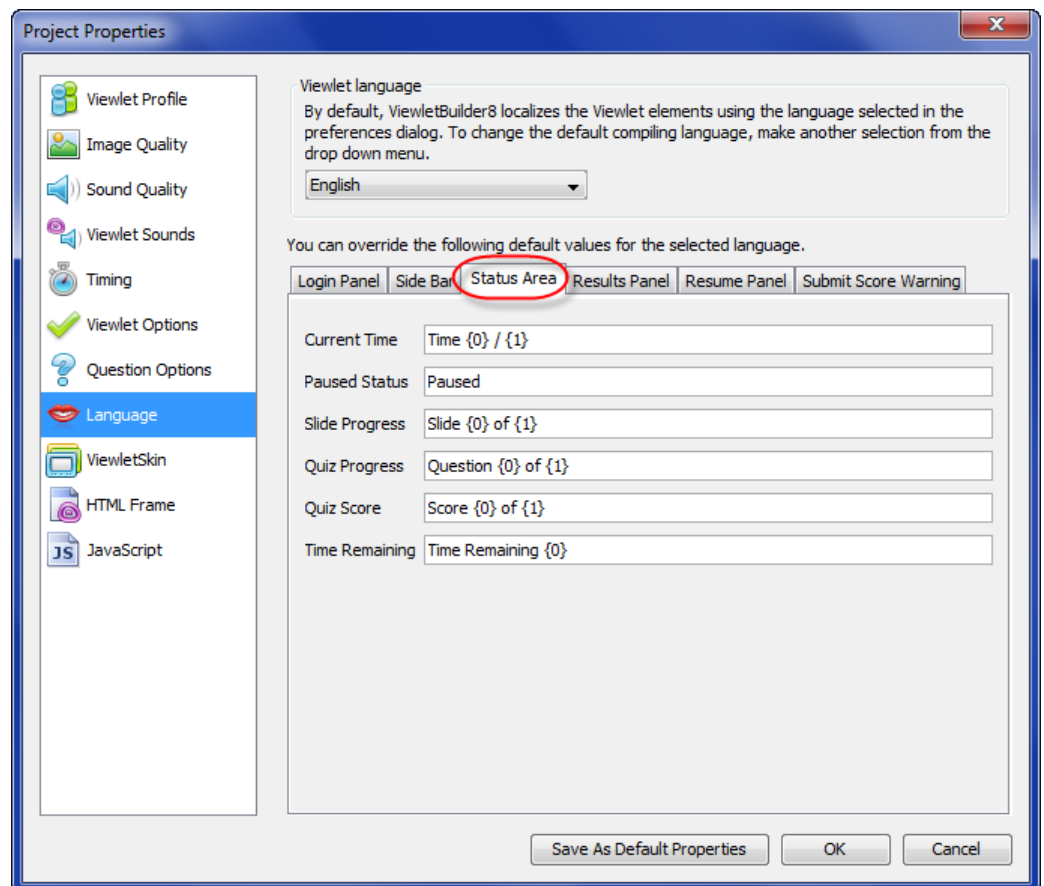 Project Properties
X
Viewlet Profile
Image Quality
Sound Quality
Viewlet Sounds
Timing
Viewlet Options
Question Options
Language
ViewletSkin
HTML Frame
JS JavaScript
Viewlet language
By default, ViewletBuilder8 localizes the Viewlet elements using the language selected in the
preferences dialog. To change the default compiling language, make another selection from the
drop down menu.
English
You can override the following default values for the selected language.
Login Panel Side Bar Status Area Results Panel Resume Panel Submit Score Warning
Current Time Time {0} / {1}
Paused Status Paused
Slide Progress Slide {0} of {1}
Quiz Progress Question {0} of {1}
Quiz Score Score {0} of {1}
Time Remaining Time Remaining {0}
Save As Default Properties OK Cancel